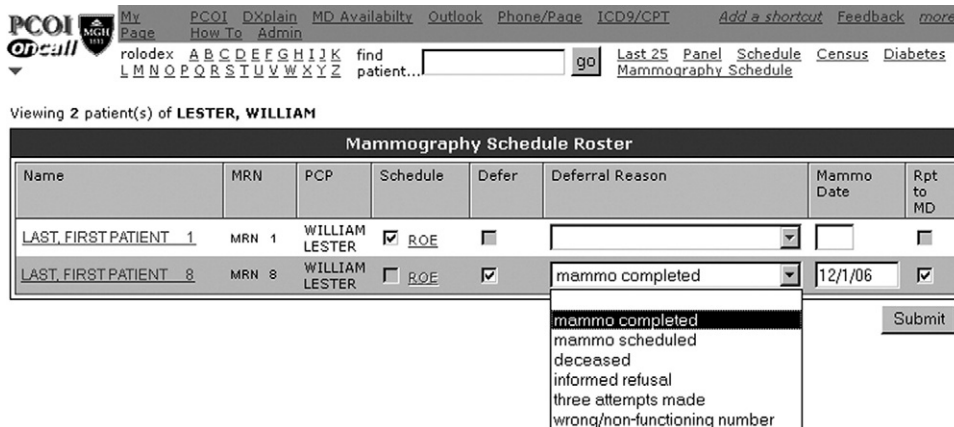 PCOI MGH 1811 My Page PCOI DXplain MD Availabilty Outlook Phone/Page ICD9/CPT Add a shortcut Feedback more
How To Admin
oncall rolodex A B C D E F G H I J K find patient... go Last 25 Panel Schedule Census Diabetes
L M N O P Q R S T U V W X Y Z Mammography Schedule
Viewing 2 patient(s) of LESTER, WILLIAM
Mammography Schedule Roster
Name MRN PCP Schedule Defer Deferral Reason Mammo Date Rpt to MD
LAST, FIRST PATIENT 1 MRN 1 WILLIAM LESTER ROE
LAST, FIRST PATIENT 8 MRN 8 WILLIAM LESTER ROE mammo completed 12/1/06
Submit
mammo completed
mammo scheduled
deceased
informed refusal
three attempts made
wrong/non-functioning number